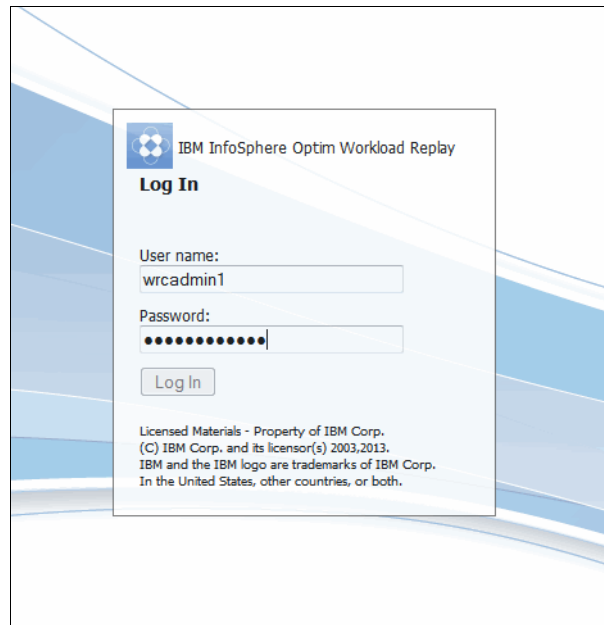 IBM InfoSphere Optim Workload Replay
Log In
User name:
wrcadmin1
Password:
●●●●●●●●●●●●
Log In
Licensed Materials - Property of IBM Corp.
(C) IBM Corp. and its licensor(s) 2003,2013.
IBM and the IBM logo are trademarks of IBM Corp.
In the United States, other countries, or both.